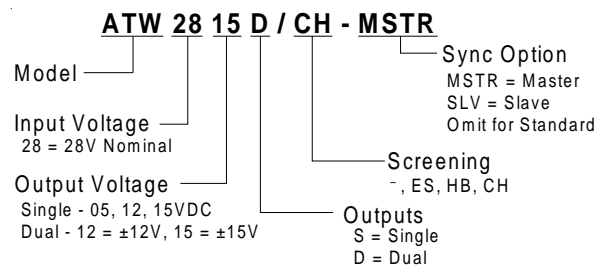 ATW 28 15 D / CH - MSTR
Model
Sync Option
MSTR = Master
SLV = Slave
Omit for Standard
Input Voltage
28 = 28V Nominal
Screening
–, ES, HB, CH
Output Voltage
Single - 05, 12, 15VDC
Dual - 12 = ±12V, 15 = ±15V
Outputs
S = Single
D = Dual